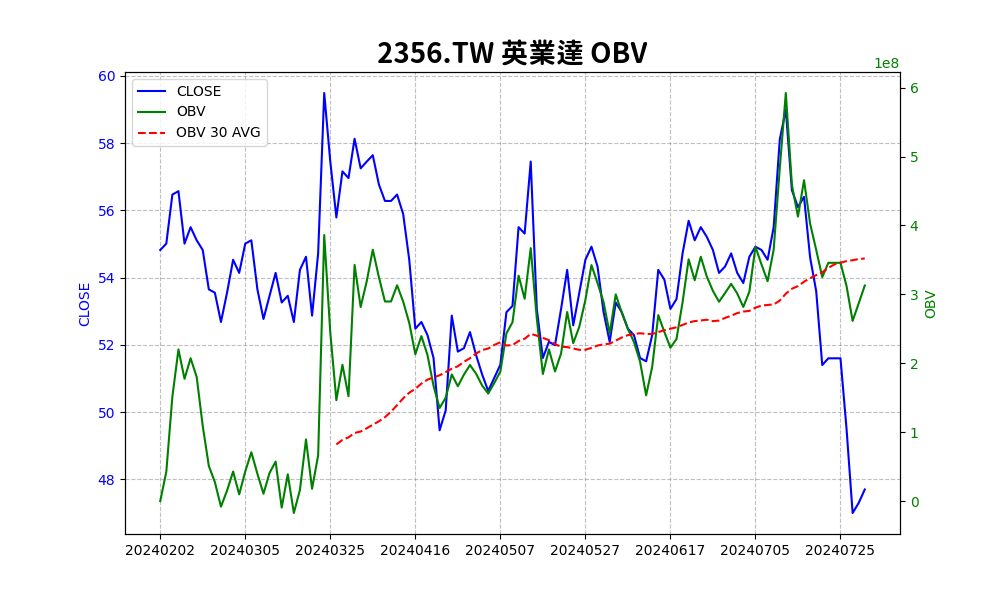 2356.TW 英業達 OBV
1e8
CLOSE
OBV
OBV 30 AVG
60
58
56
54
52
50
48
CLOSE
6
5
4
3
2
1
0
OBV
20240202 20240305 20240325 20240416 20240507 20240527 20240617 20240705 20240725